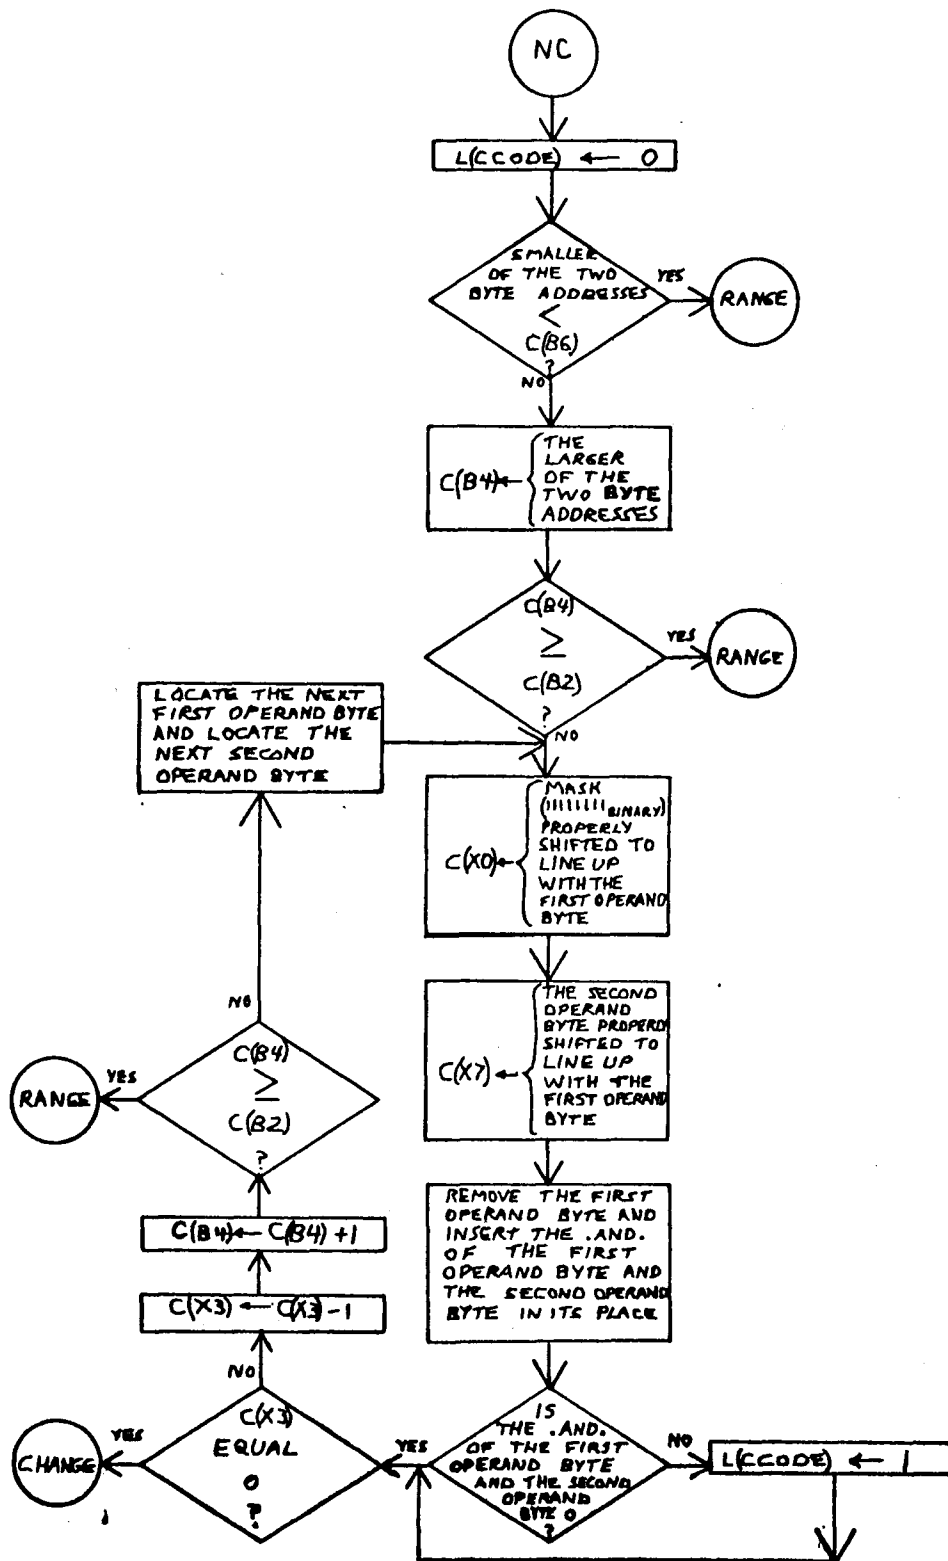 NC
L(CCODE) ← 0
SMALLER
OF THE TWO
BYTE ADDRESSES
<
C(B6)
?
YES
RANGE
NO
C(B4)←
THE
LARGER
OF THE
TWO BYTE
ADDRESSES
C(B4)
≥
C(B2)
?
YES
RANGE
NO
LOCATE THE NEXT
FIRST OPERAND BYTE
AND LOCATE THE
NEXT SECOND
OPERAND BYTE
C(X0)←
MASK
(11111111 BINARY)
PROPERLY
SHIFTED TO
LINE UP
WITH THE
FIRST OPERAND
BYTE
C(X7)←
THE SECOND
OPERAND
BYTE PROPERLY
SHIFTED TO
LINE UP
WITH THE
FIRST OPERAND
BYTE
REMOVE THE FIRST
OPERAND BYTE AND
INSERT THE .AND.
OF THE FIRST
OPERAND BYTE AND
THE SECOND OPERAND
BYTE IN ITS PLACE
IS
THE .AND.
OF THE FIRST
OPERAND BYTE
AND THE SECOND
OPERAND
BYTE 0
?
NO
L(CCODE) ← 1
YES
C(X3)
EQUAL
0
?
YES
CHANGE
NO
C(X3) ← C(X3)-1
C(B4) ← C(B4)+1
C(B4)
≥
C(B2)
?
YES
RANGE
NO